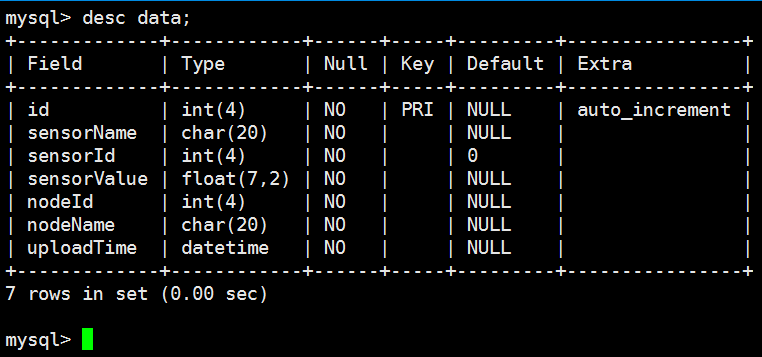 mysql> desc data;
+-------------+------------+------+-----+---------+----------------+
| Field       | Type       | Null | Key | Default | Extra          |
+-------------+------------+------+-----+---------+----------------+
| id          | int(4)     | NO   | PRI | NULL    | auto_increment |
| sensorName  | char(20)   | NO   |     | NULL    |                |
| sensorId    | int(4)     | NO   |     | 0       |                |
| sensorValue | float(7,2) | NO   |     | NULL    |                |
| nodeId      | int(4)     | NO   |     | NULL    |                |
| nodeName    | char(20)   | NO   |     | NULL    |                |
| uploadTime  | datetime   | NO   |     | NULL    |                |
+-------------+------------+------+-----+---------+----------------+
7 rows in set (0.00 sec)
mysql>